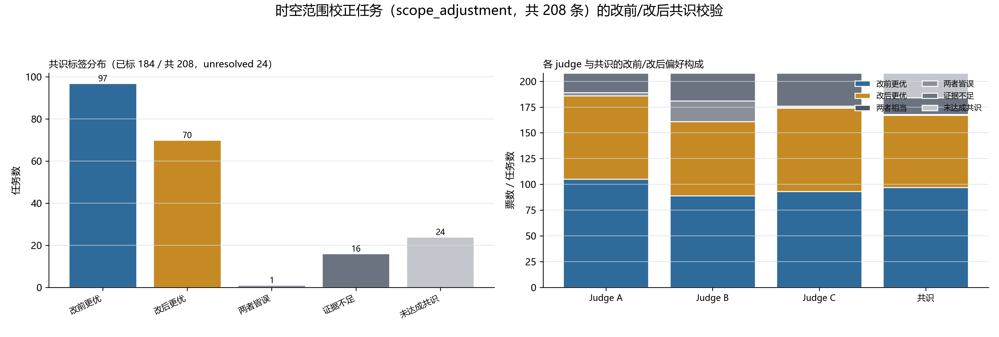 时空范围校正任务（scope_adjustment，共 208 条）的改前/改后共识校验
共识标签分布（已标 184 / 共 208，unresolved 24）
任务数
100
80
60
40
20
0
97
70
1
16
24
改前更优
改后更优
两者皆误
证据不足
未达成共识
各 judge 与共识的改前/改后偏好构成
票数 / 任务数
200
175
150
125
100
75
50
25
0
改前更优
改后更优
两者相当
两者皆误
证据不足
未达成共识
Judge A
Judge B
Judge C
共识